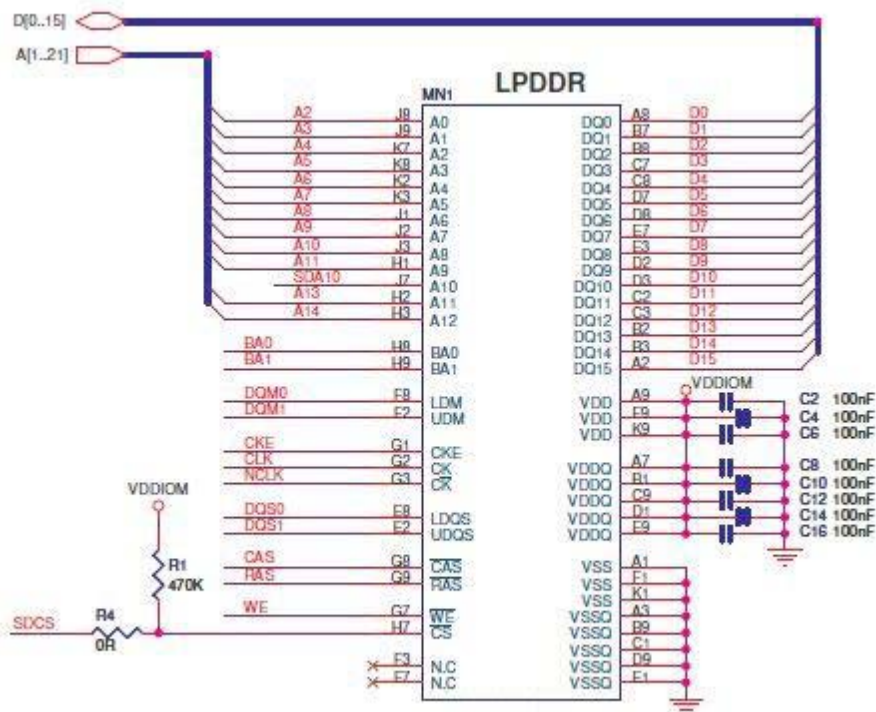 D[0..15]
A[1..21]
LPDDR
MN1
A2 J8 A0 DQ0 A8 D0
A3 J9 A1 DQ1 B7 D1
A4 K7 A2 DQ2 B8 D2
A5 K8 A3 DQ3 C7 D3
A6 K2 A4 DQ4 C8 D4
A7 K3 A5 DQ5 D7 D5
A8 J1 A6 DQ6 D8 D6
A9 J2 A7 DQ7 E7 D7
A10 J3 A8 DQ8 E3 D8
A11 H1 A9 DQ9 D2 D9
SDA10 J7 A10 DQ10 D3 D10
A13 H2 A11 DQ11 C2 D11
A14 H3 A12 DQ12 C3 D12
DQ13 B2 D13
BA0 H8 BA0 DQ14 B3 D14
BA1 H9 BA1 DQ15 A2 D15
VDDIOM
DQM0 F8 LDM VDD A9 C2 100nF
DQM1 F2 UDM VDD F9 C4 100nF
VDD K9 C6 100nF
CKE G1 CKE
CLK G2 CK VDDQ A7 C8 100nF
NCLK G3 CK VDDQ B1 C10 100nF
VDDQ C9 C12 100nF
DQS0 E8 LDQS VDDQ D1 C14 100nF
DQS1 E2 UDQS VDDQ E9 C16 100nF
VDDIOM
R1
470K
CAS G8 CAS VSS A1
RAS G9 RAS VSS F1
VSS K1
WE G7 WE VSSQ A3
SDCS R4 0R H7 CS VSSQ B9
VSSQ C1
F3 N.C VSSQ D9
F7 N.C VSSQ E1